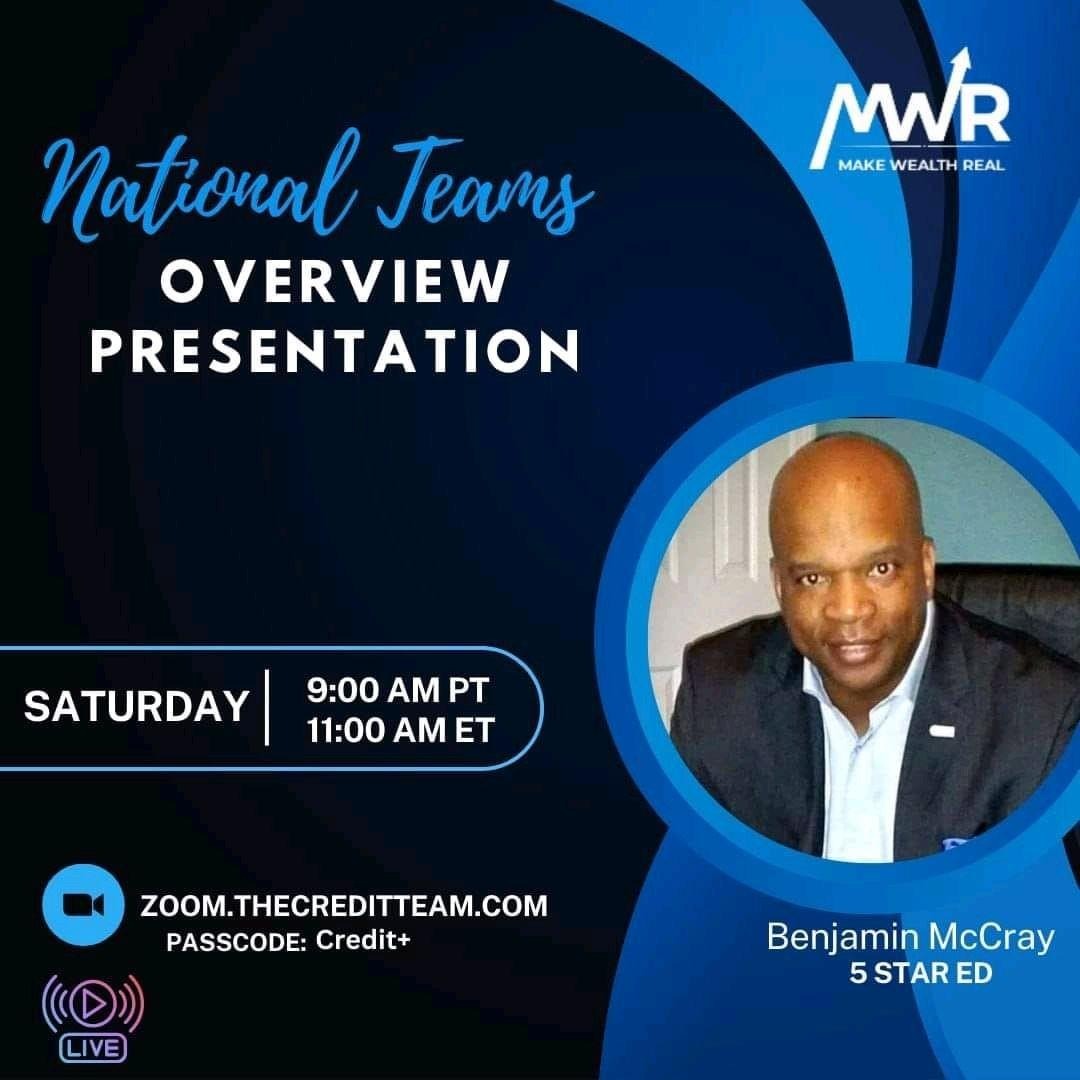 MWR
MAKE WEALTH REAL
National Teams
OVERVIEW
PRESENTATION
SATURDAY
9:00 AM PT
11:00 AM ET
ZOOM.THECREDITTEAM.COM
PASSCODE: Credit+
LIVE
Benjamin McCray
5 STAR ED